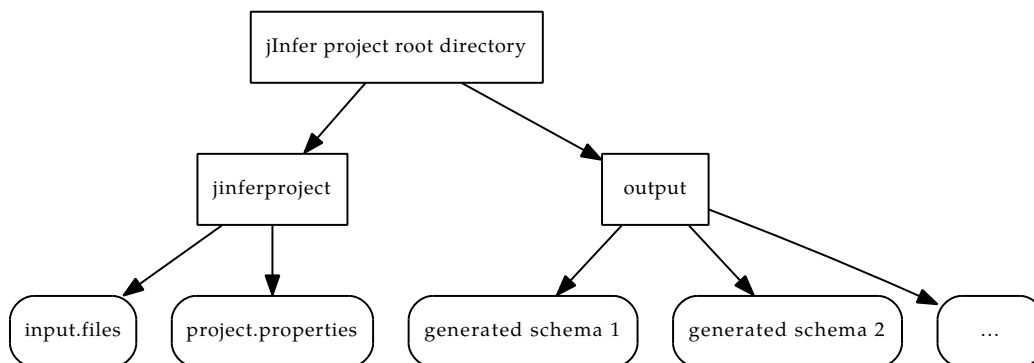 jInfer project root directory
jinferproject
output
input.files
project.properties
generated schema 1
generated schema 2
...